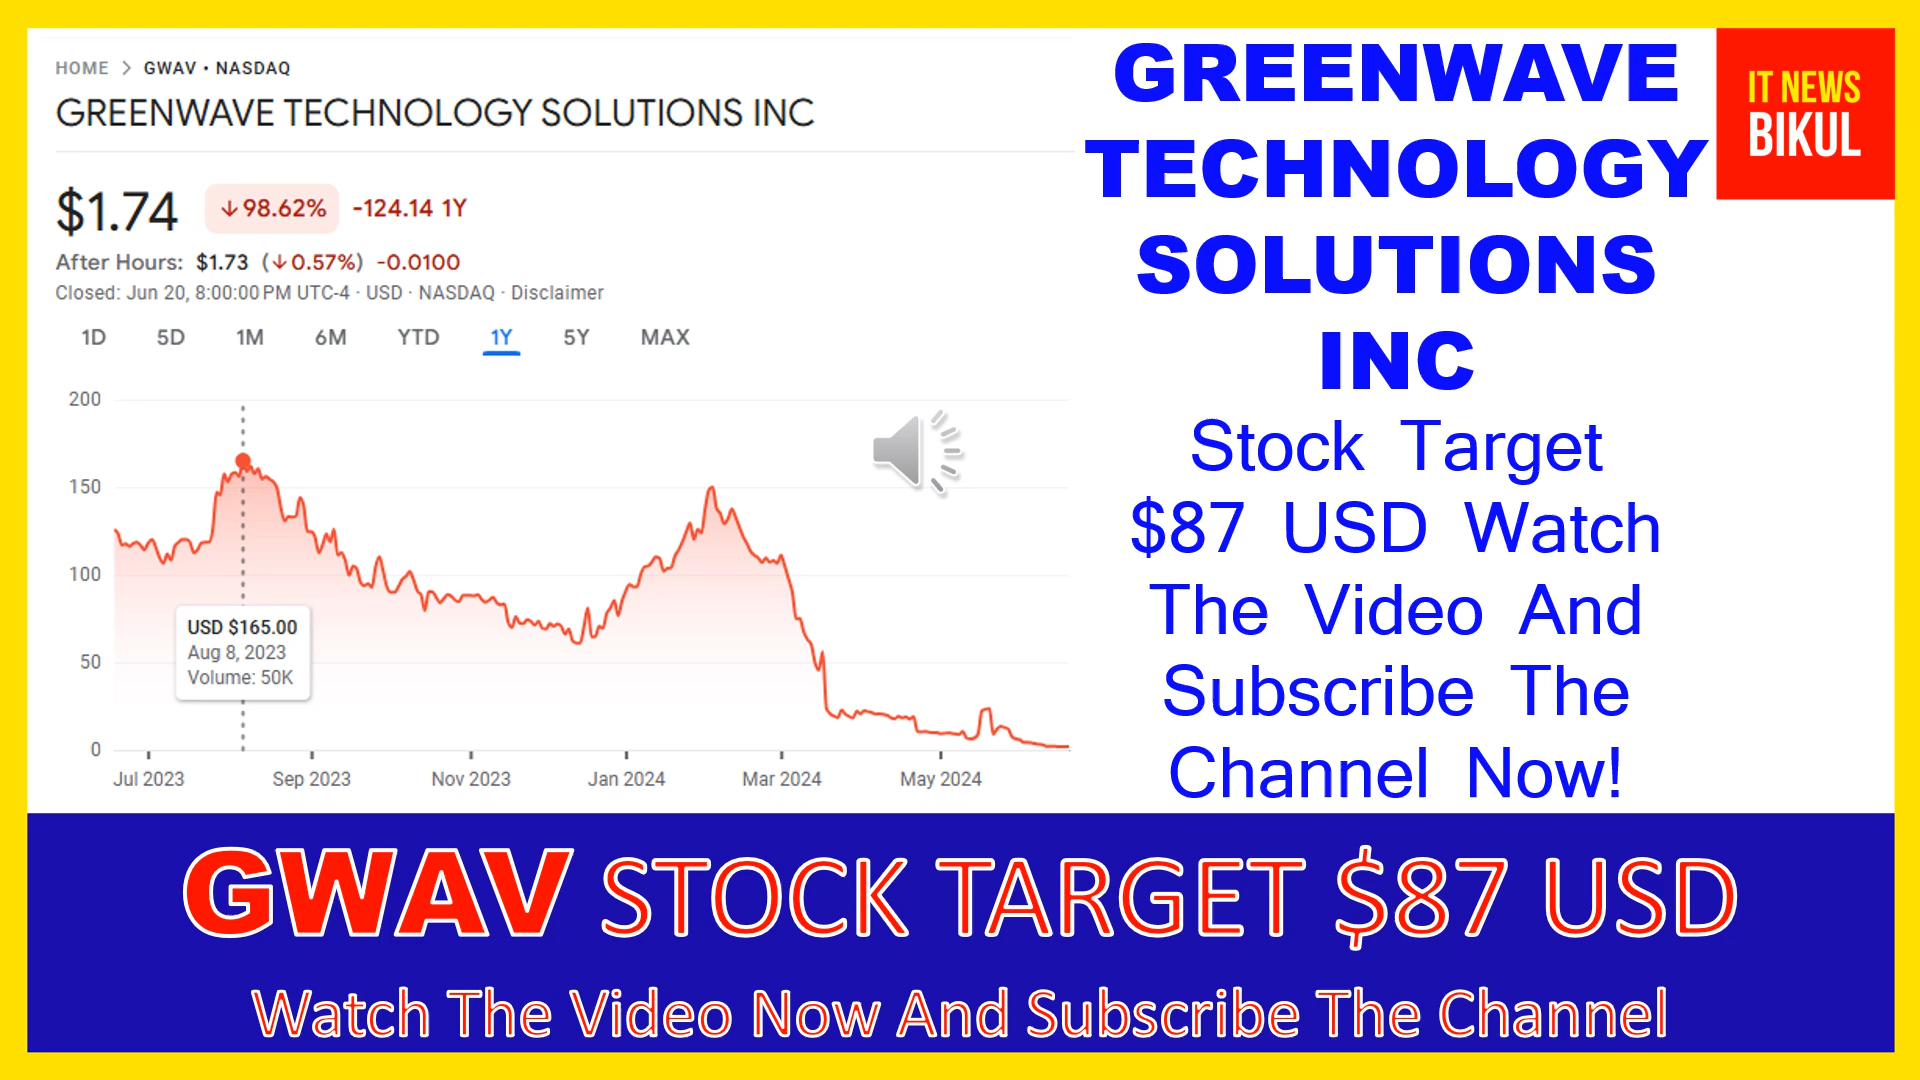 HOME > GWAV • NASDAQ
GREENWAVE TECHNOLOGY SOLUTIONS INC
$1.74 ↓98.62% -124.14 1Y
After Hours: $1.73 (↓0.57%) -0.0100
Closed: Jun 20, 8:00:00 PM UTC-4 · USD · NASDAQ · Disclaimer
1D 5D 1M 6M YTD 1Y 5Y MAX
200
150
100
50
0
USD $165.00
Aug 8, 2023
Volume: 50K
Jul 2023 Sep 2023 Nov 2023 Jan 2024 Mar 2024 May 2024
GREENWAVE
TECHNOLOGY
SOLUTIONS
INC
Stock Target
$87 USD Watch
The Video And
Subscribe The
Channel Now!
IT NEWS
BIKUL
GWAV STOCK TARGET $87 USD
Watch The Video Now And Subscribe The Channel